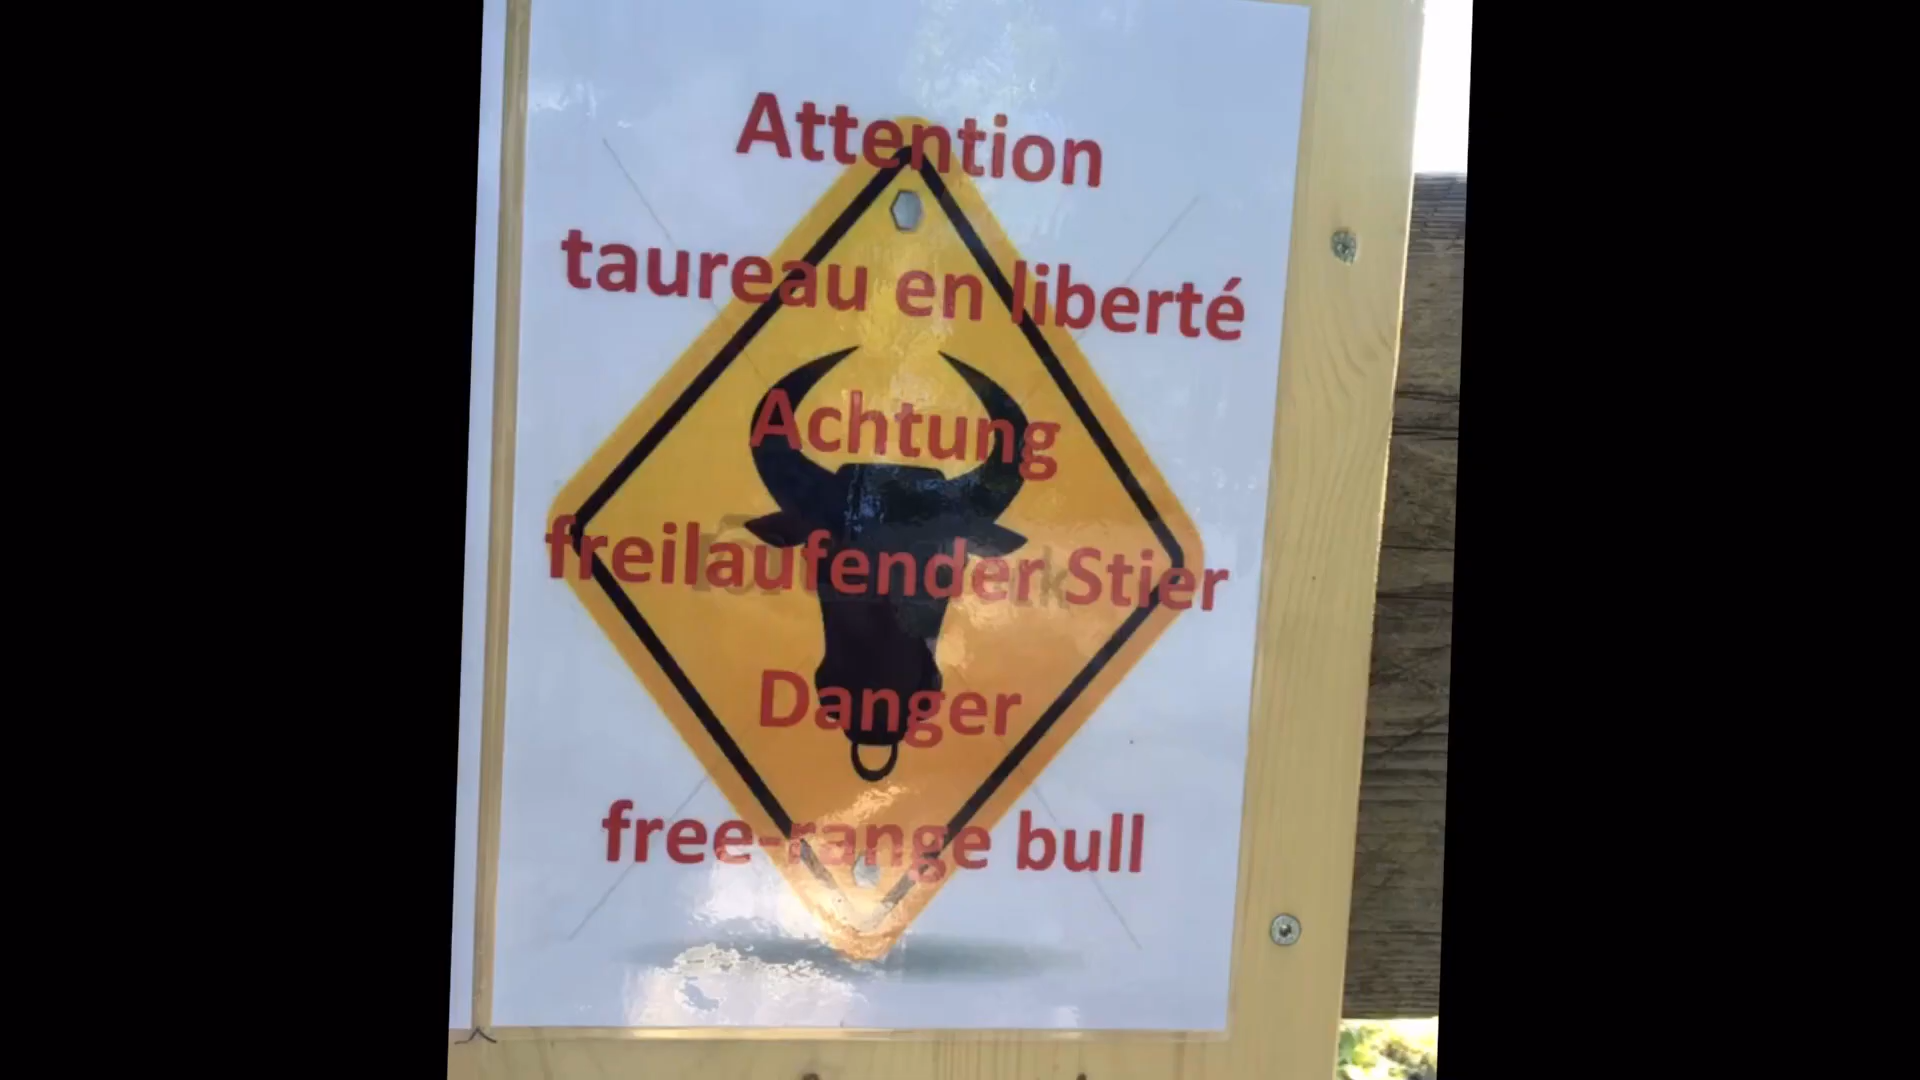 Attention
taureau en liberté
Achtung
freilaufender Stier
Danger
free-range bull